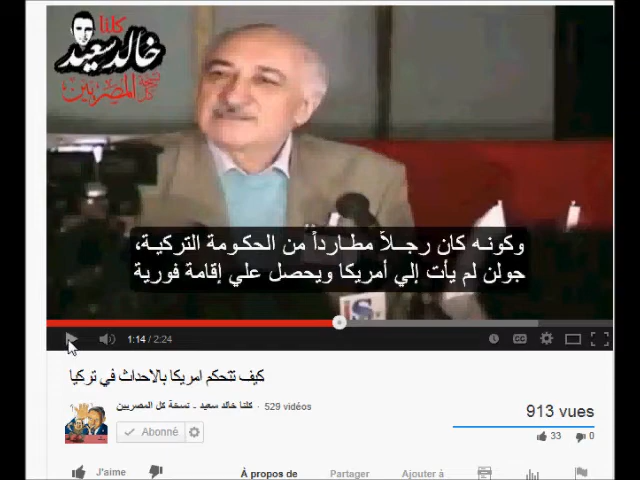 كلنا
خالد سعيد
نسخة كل المصريين
وكونه كان رجلاً مطارداً من الحكومة التركية،
جولن لم يأت إلي أمريكا ويحصل علي إقامة فورية
1:14 / 2:24
CC
كيف تتحكم امريكا بالاحداث في تركيا
كلنا خالد سعيد - نسخة كل المصريين · 529 vidéos
913 vues
Abonné
33 0
J'aime À propos de Partager Ajouter à